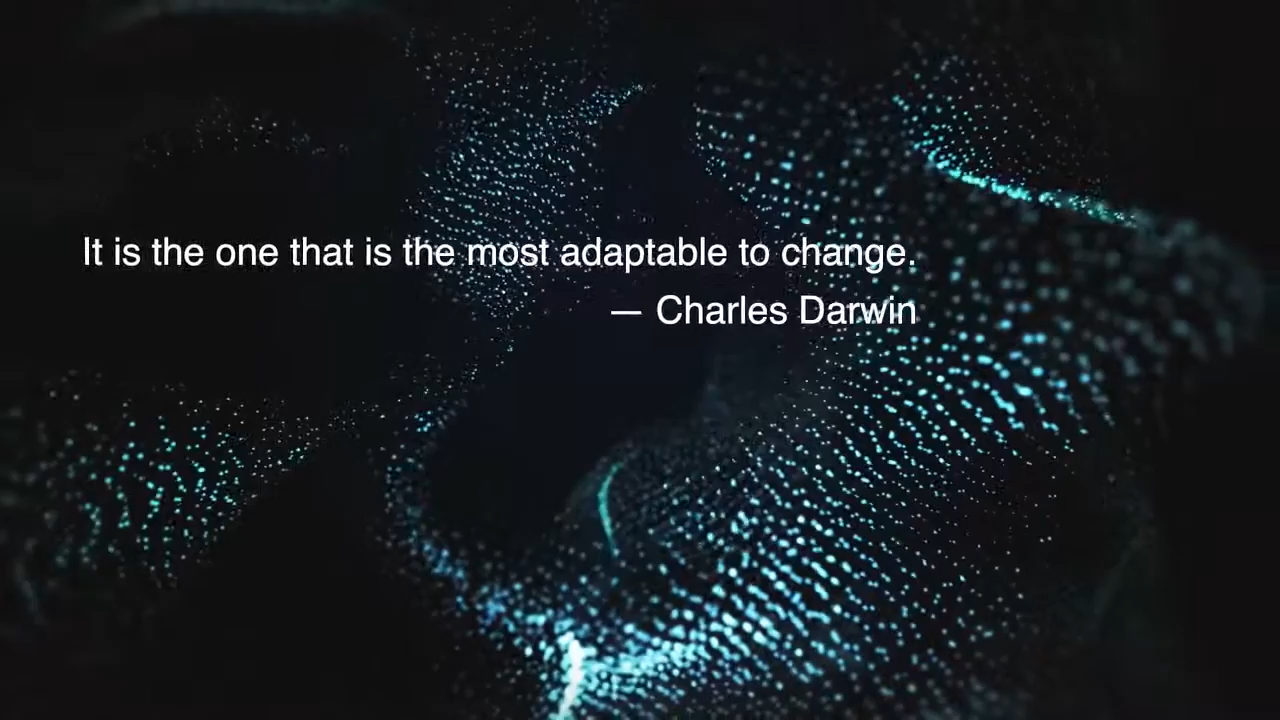 It is the one that is the most adaptable to change.
— Charles Darwin